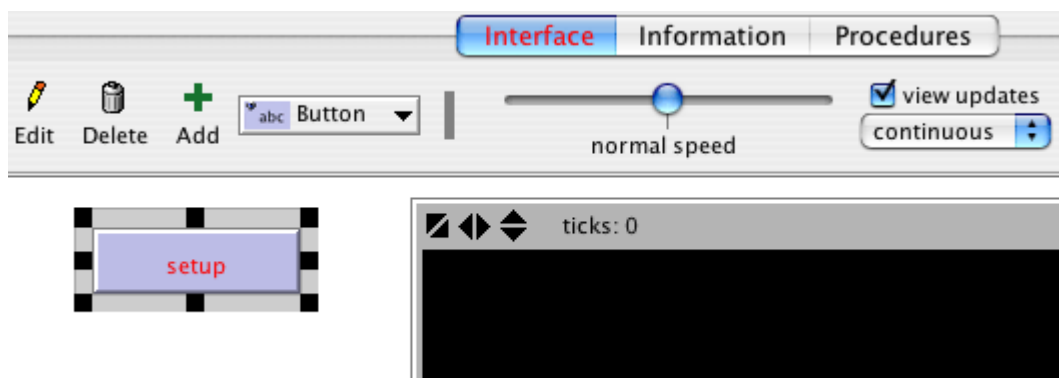 Interface Information Procedures
Edit Delete Add abc Button normal speed view updates
continuous
ticks: 0
setup